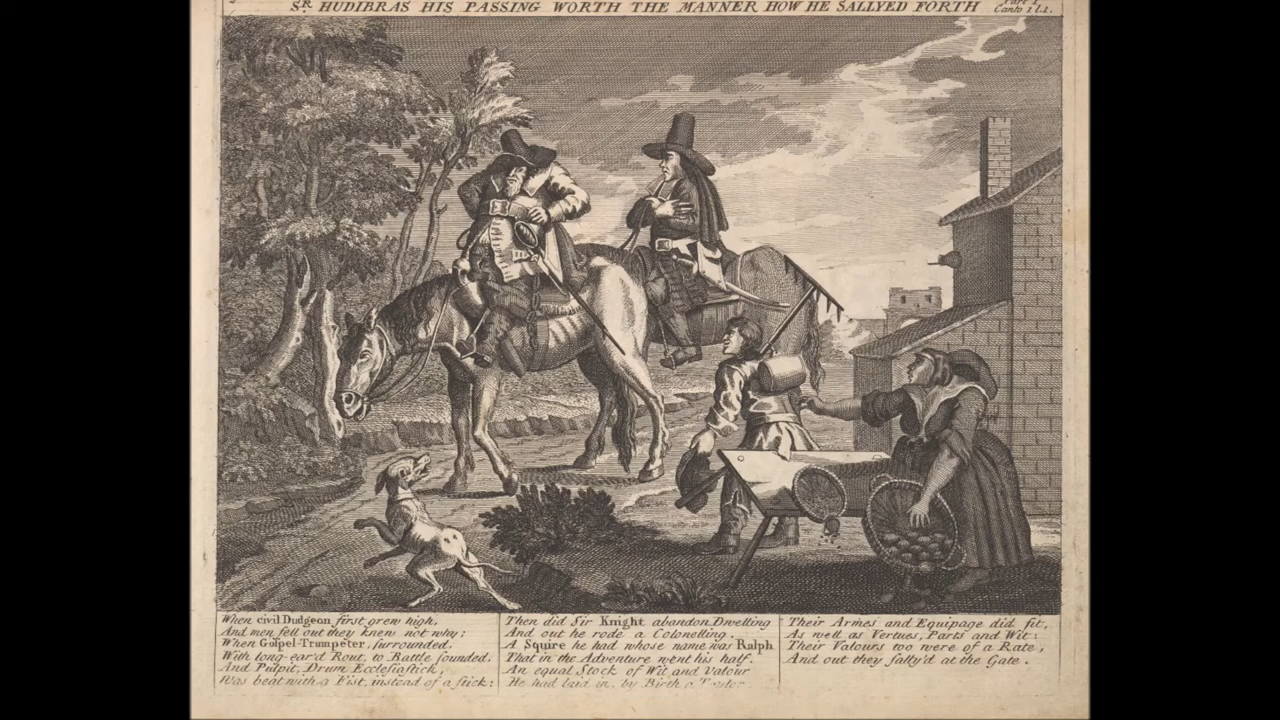 SR HUDIBRAS HIS PASSING WORTH THE MANNER HOW HE SALLYED FORTH
Part 1
Canto 1 l.1.
When civil Dudgeon first grew high,
And men fell out they knew not why:
When Gospel-Trumpeter, surrounded,
With long-ear'd Rout, to Battle sounded,
And Pulpit, Drum Ecclesiastick,
Was beat with a Fist, instead of a stick:
Then did Sir Knight abandon Dwelling
And out he rode a Colonelling.
A Squire he had whose name was Ralph
That in the Adventure went his half.
An equal Stock of Wit and Valour
He had laid in, by Birth a Taylor.
Their Armes and Equipage did fit,
As well as Vertues, Parts and Wit:
Their Valours too were of a Rate,
And out they sally'd at the Gate.